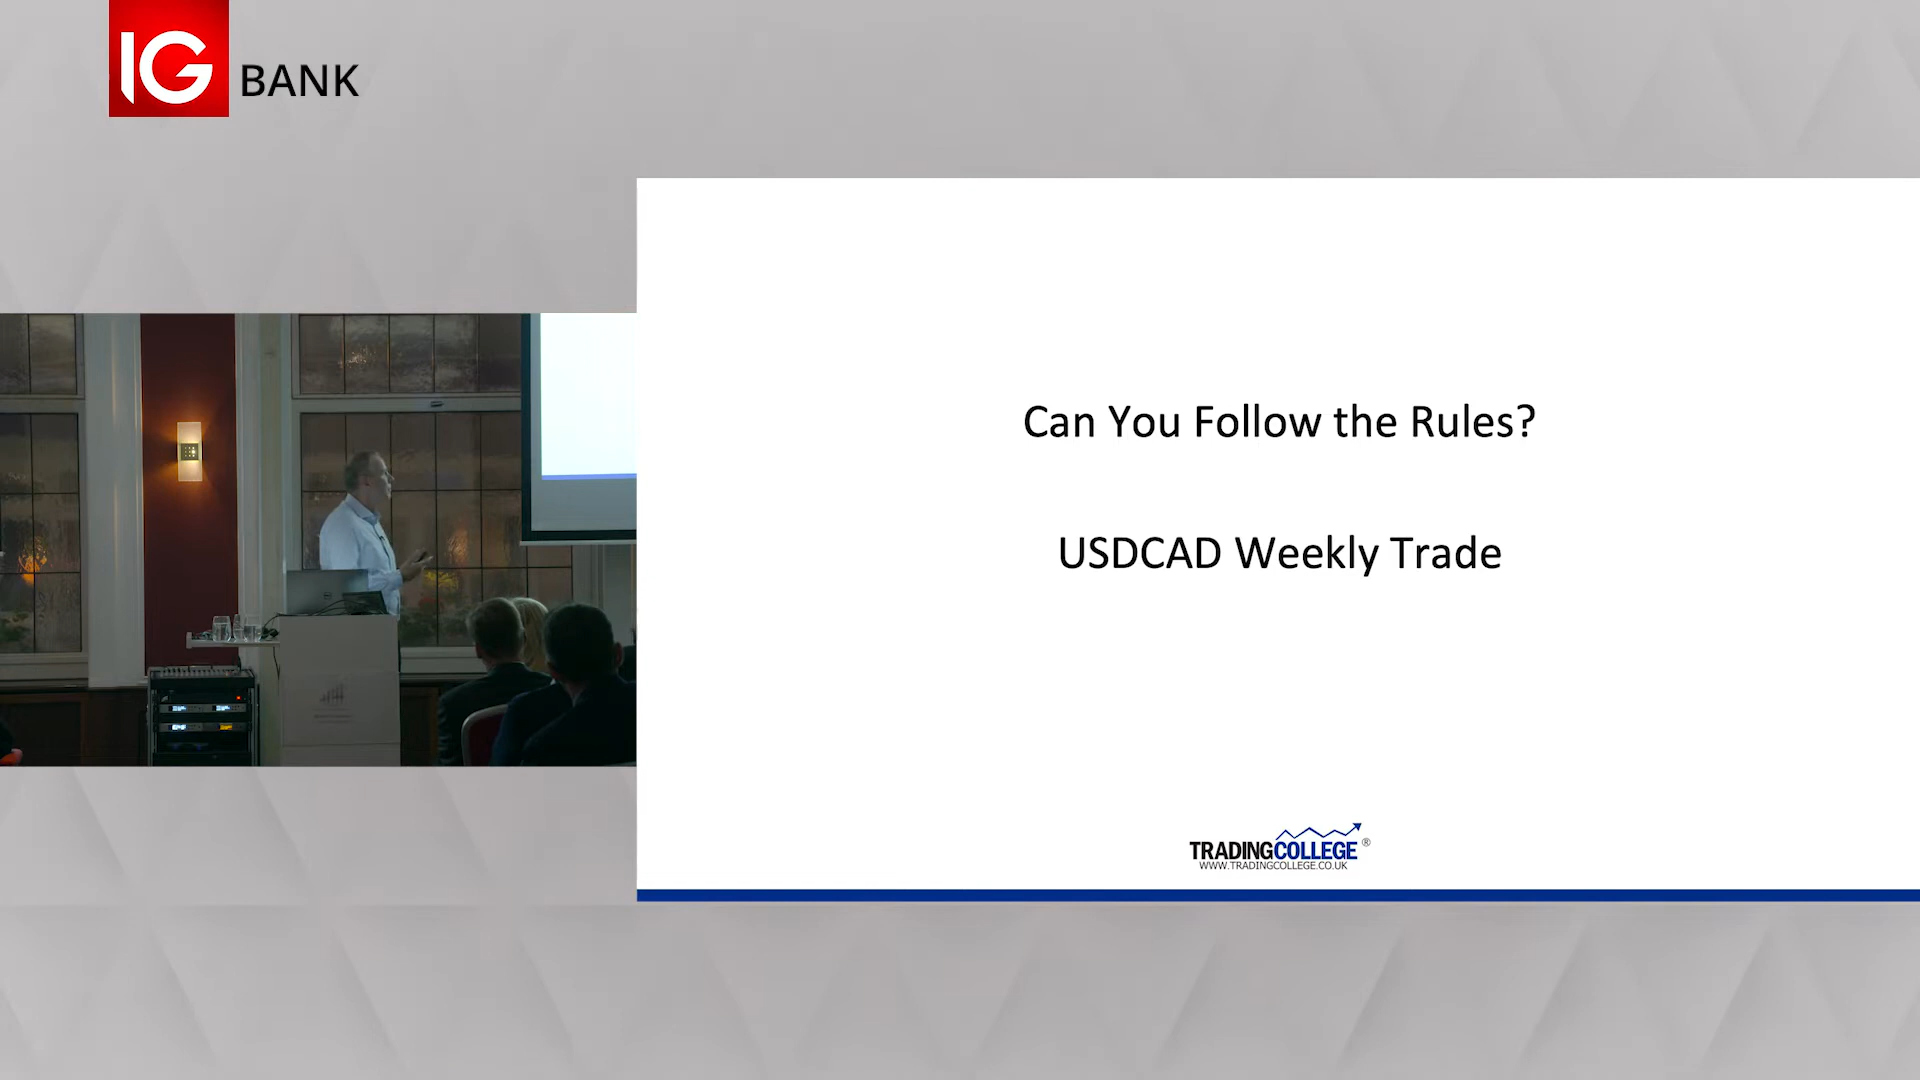 IG BANK
Can You Follow the Rules?
USDCAD Weekly Trade
TRADINGCOLLEGE ®
WWW.TRADINGCOLLEGE.CO.UK